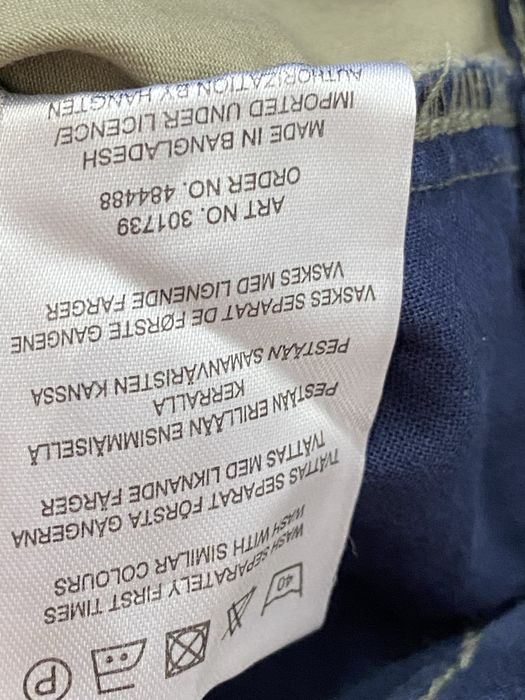 40
P
WASH SEPARATELY FIRST TIMES
WASH WITH SIMILAR COLOURS
TVÄTTAS SEPARAT FÖRSTA GÅNGERNA
TVÄTTAS MED LIKNANDE FÄRGER
PESTÄÄN ERILLÄÄN ENSIMMÄISELLÄ
KERRALLA
PESTÄÄN SAMANVÄRISTEN KANSSA
VASKES SEPARAT DE FØRSTE GANGENE
VASKES MED LIGNENDE FARGER
ART NO. 301739
ORDER NO. 484488
MADE IN BANGLADESH
IMPORTED UNDER LICENCE/
AUTHORIZATION BY HANGTEN